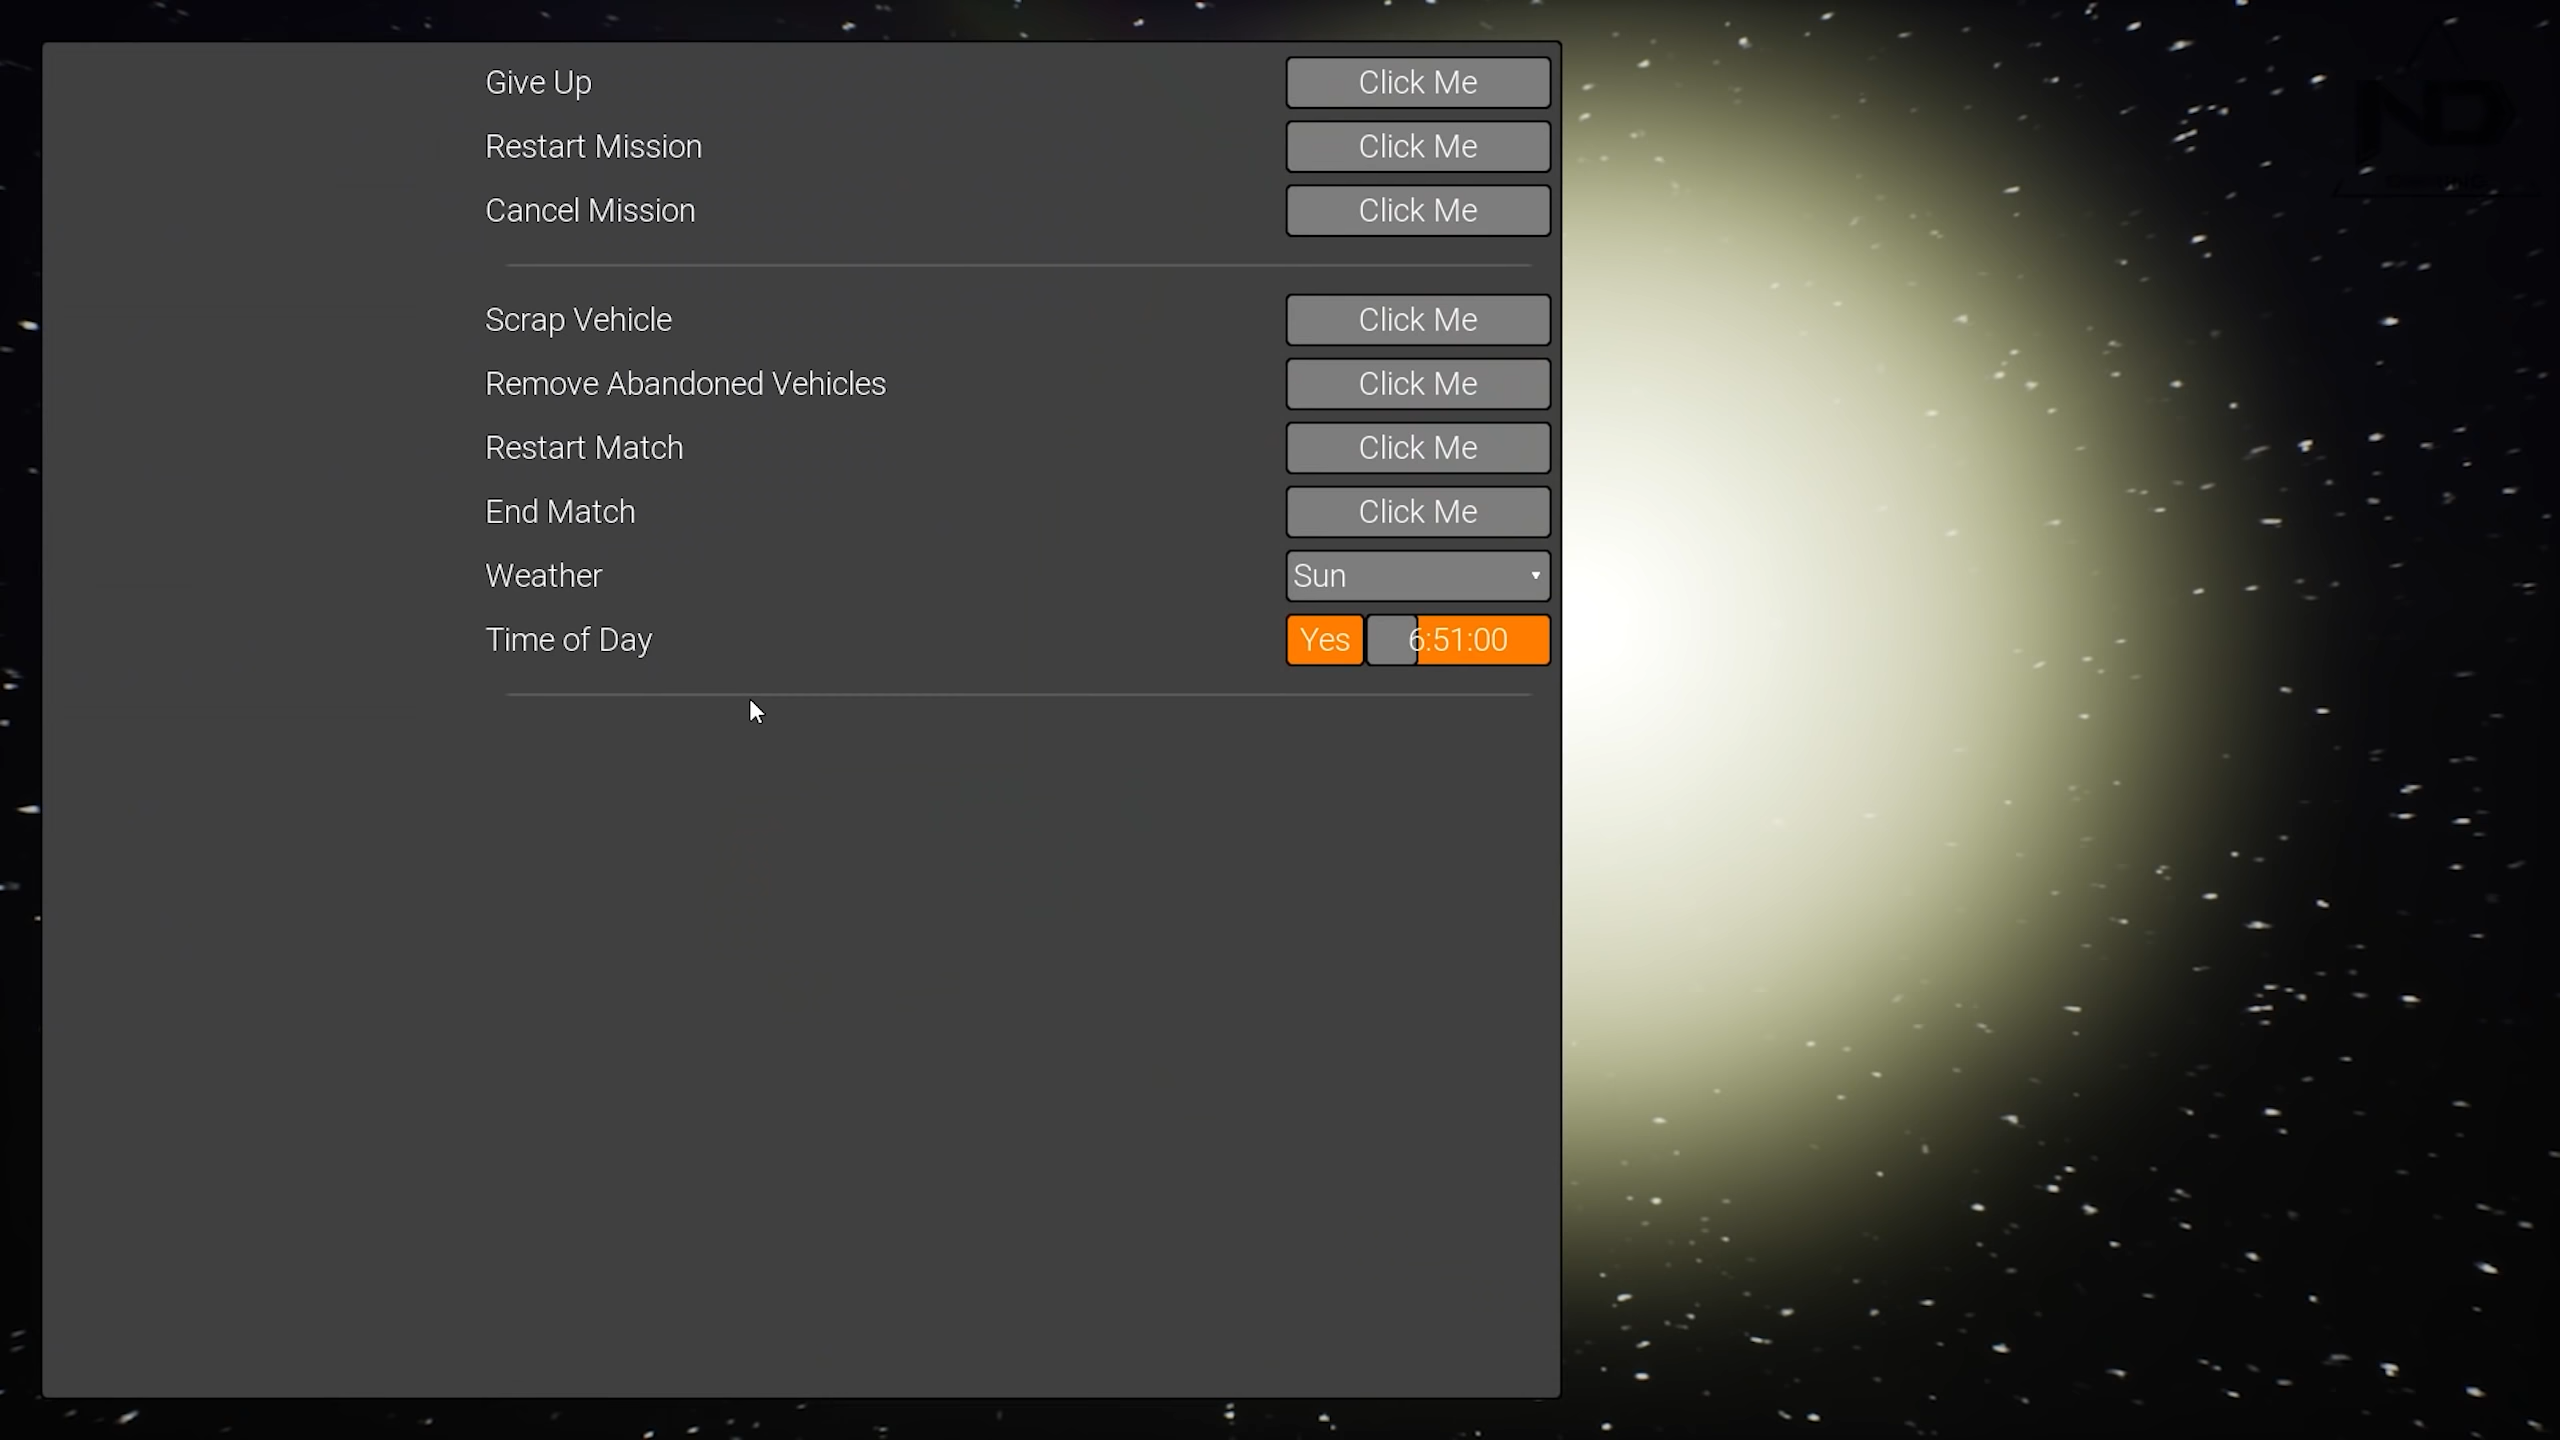 Give Up Click Me
Restart Mission Click Me
Cancel Mission Click Me
Scrap Vehicle Click Me
Remove Abandoned Vehicles Click Me
Restart Match Click Me
End Match Click Me
Weather Sun
Time of Day Yes 6:51:00